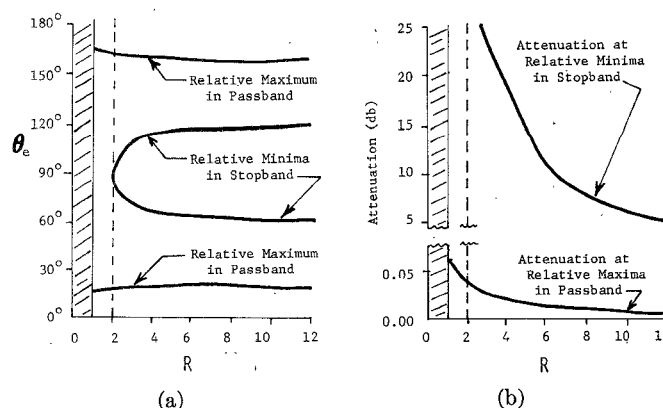 180°
150°
120°
θe
90°
60°
30°
0°
0 2 4 6 8 10 12
R
Relative Maximum
in Passband
Relative Minima
in Stopband
Relative Maximum
in Passband
(a)
25
20
15
10
5
0.05
0.00
Attenuation (db)
0 2 4 6 8 10 1
R
Attenuation at
Relative Minima
in Stopband
Attenuation at
Relative Maxima
in Passband
(b)